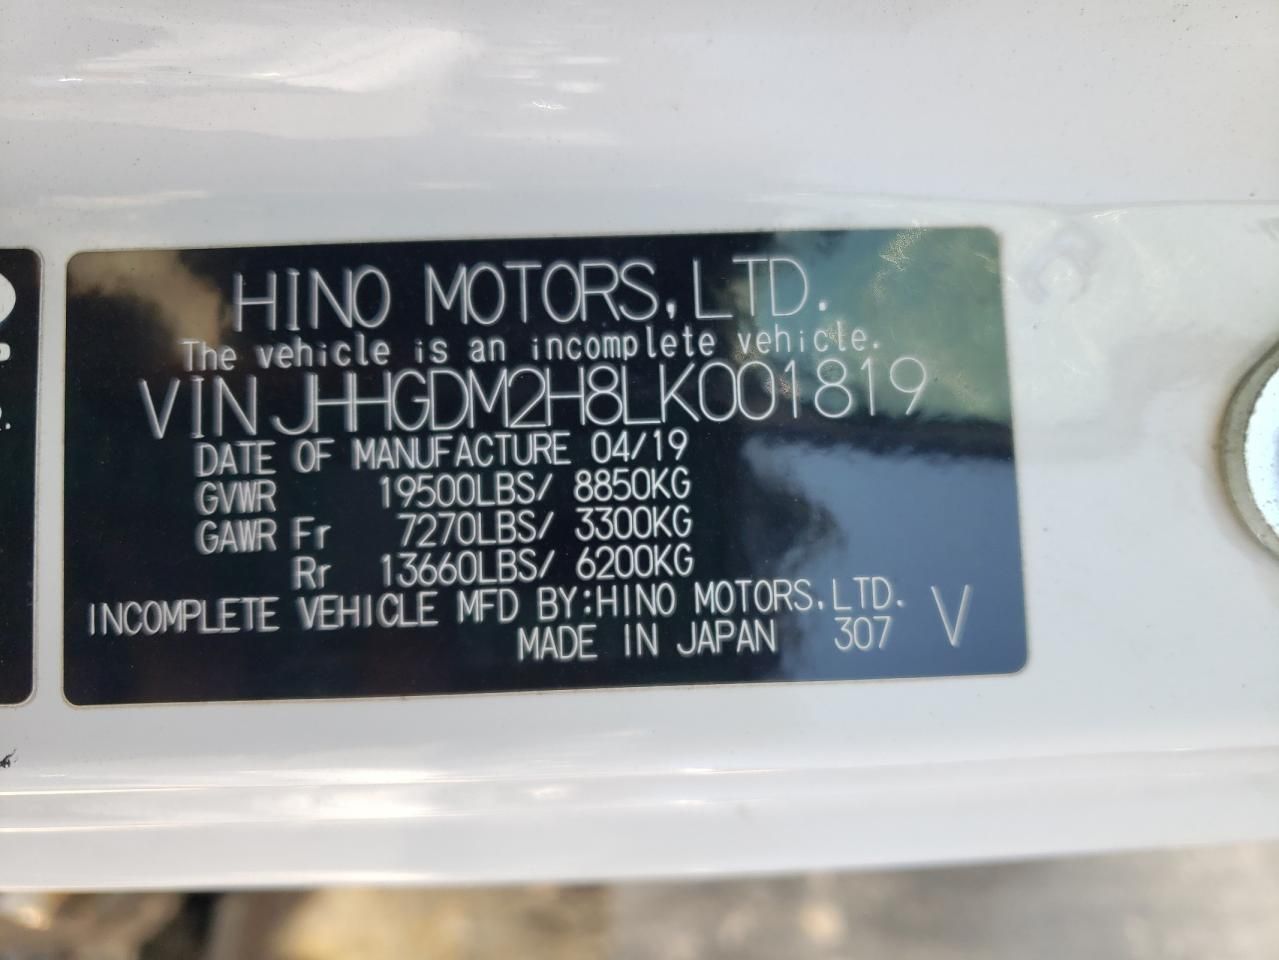 HINO MOTORS, LTD.
The vehicle is an incomplete vehicle.
VIN JHHGDM2H8LK001819
DATE OF MANUFACTURE 04/19
GVWR 19500LBS/ 8850KG
GAWR Fr 7270LBS/ 3300KG
Rr 13660LBS/ 6200KG
INCOMPLETE VEHICLE MFD BY:HINO MOTORS,LTD.
MADE IN JAPAN 307 V